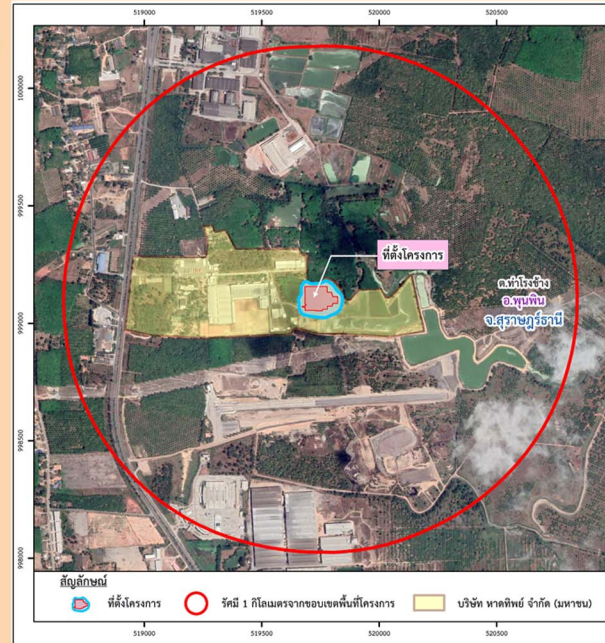 519000 519500 520000 520500
1000000
999500
999000
998500
998000
ที่ตั้งโครงการ
ต.ท่าโรงช้าง
อ.พุนพิน
จ.สุราษฎร์ธานี
สัญลักษณ์
ที่ตั้งโครงการ รัศมี 1 กิโลเมตรจากขอบเขตพื้นที่โครงการ บริษัท หาดทิพย์ จำกัด (มหาชน)
519000 519500 520000 520500